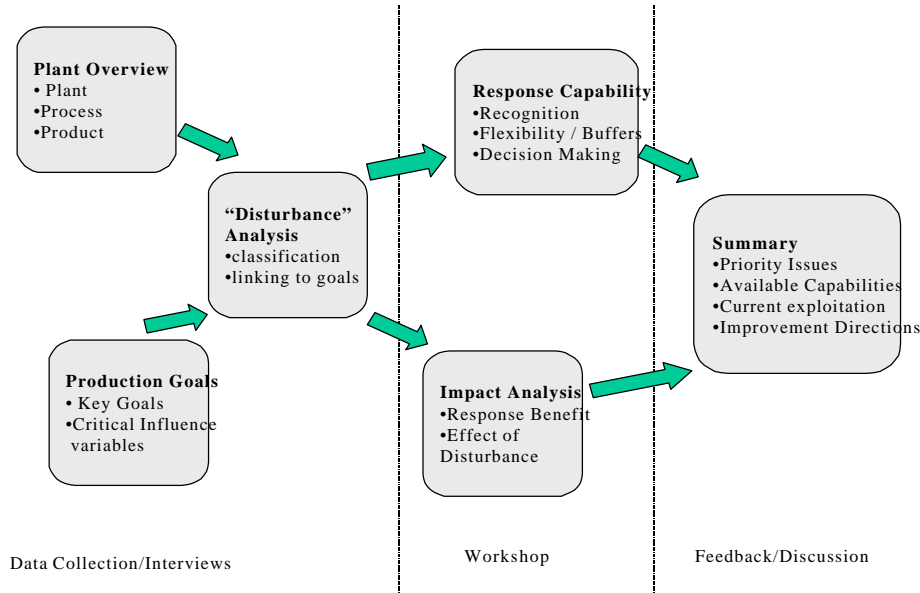 Plant Overview
• Plant
•Process
•Product
“Disturbance”
Analysis
•classification
•linking to goals
Production Goals
• Key Goals
•Critical Influence
variables
Response Capability
•Recognition
•Flexibility / Buffers
•Decision Making
Impact Analysis
•Response Benefit
•Effect of
Disturbance
Summary
•Priority Issues
•Available Capabilities
•Current exploitation
•Improvement Directions
Data Collection/Interviews
Workshop
Feedback/Discussion